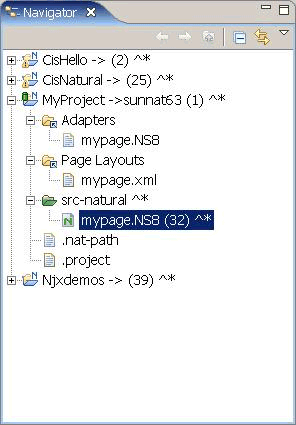 Navigator
CisHello -> (2) ^*
CisNatural -> (25) ^*
MyProject ->sunnat63 (1) ^*
Adapters
mypage.NS8
Page Layouts
mypage.xml
src-natural ^*
mypage.NS8 (32) ^*
.nat-path
.project
Njxdemos -> (39) ^*